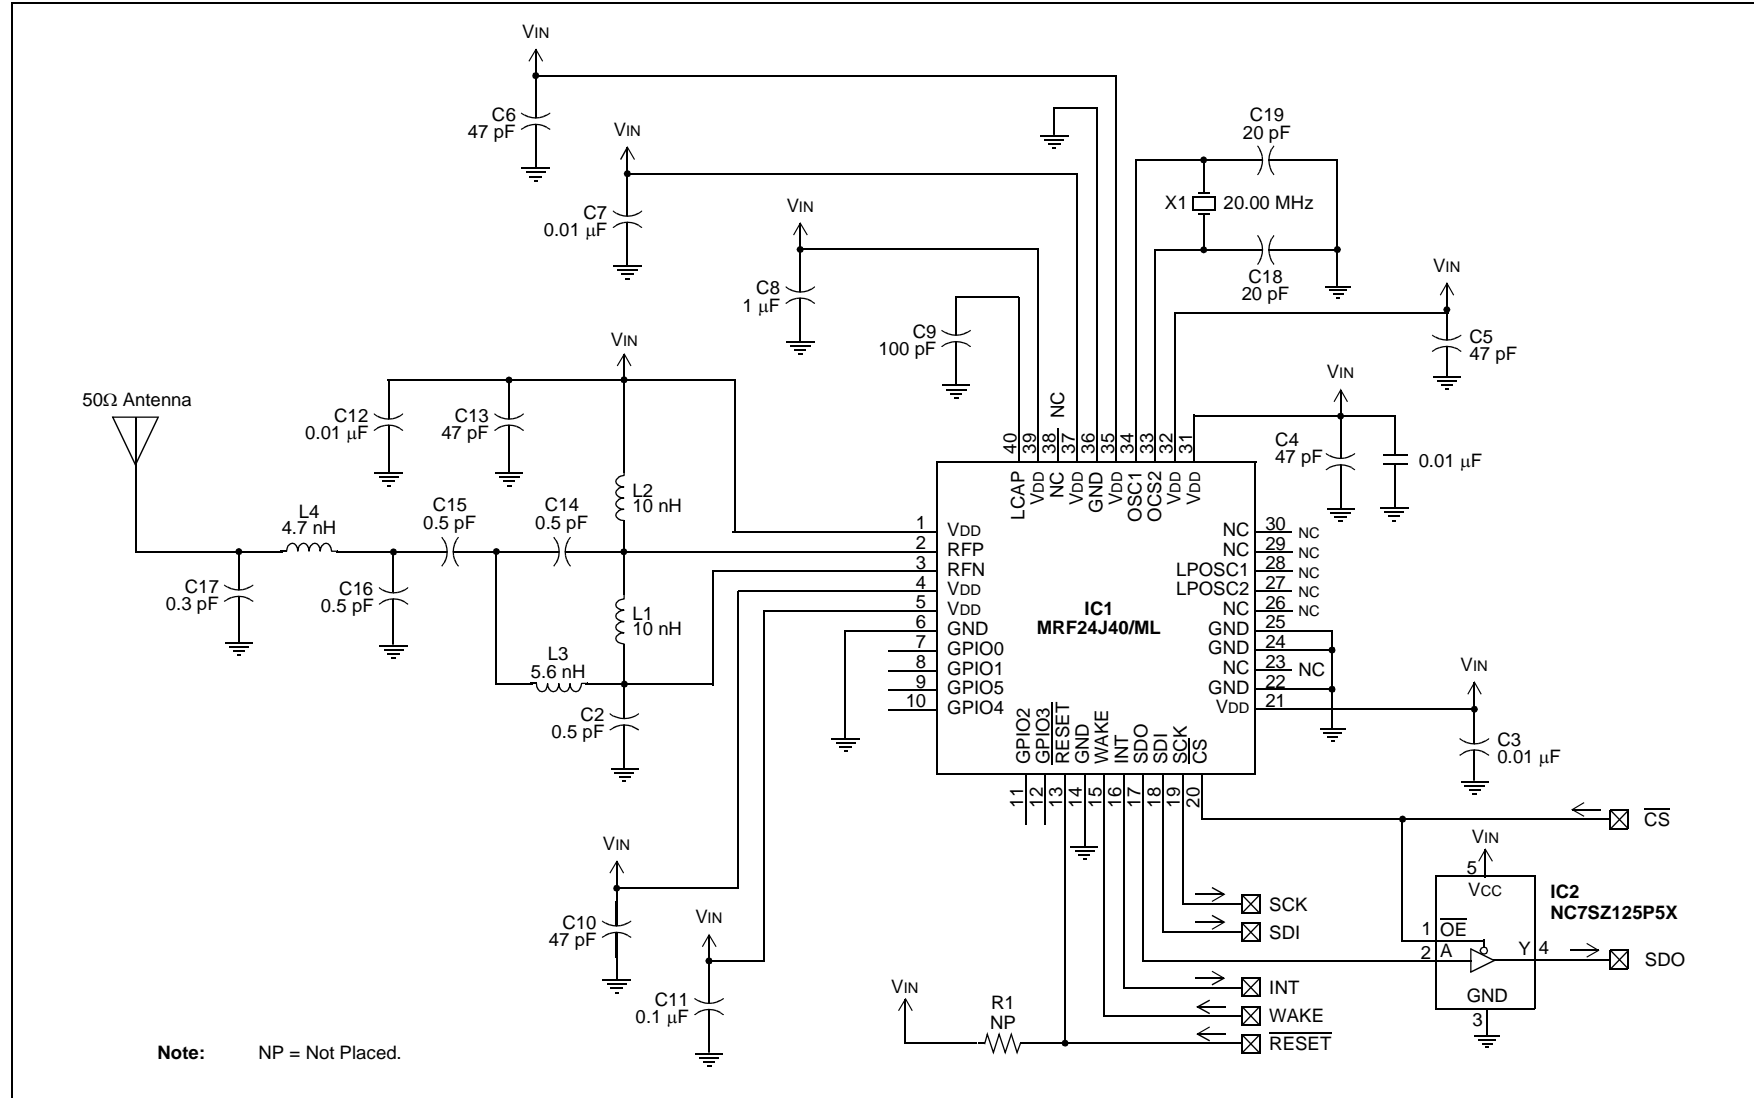 VIN
C6
47 pF
VIN
C7
0.01 μF
VIN
C8
1 μF
C9
100 pF
C19
20 pF
X1
20.00 MHz
C18
20 pF
VIN
C5
47 pF
VIN
C4
47 pF
0.01 μF
50Ω Antenna
VIN
C12
0.01 μF
C13
47 pF
L2
10 nH
L4
4.7 nH
C15
0.5 pF
C14
0.5 pF
C17
0.3 pF
C16
0.5 pF
L1
10 nH
L3
5.6 nH
C2
0.5 pF
NC
40
39
38
37
36
35
34
33
32
31
LCAP
VDD
NC
VDD
GND
VDD
OSC1
OCS2
VDD
VDD
1 VDD
2 RFP
3 RFN
4 VDD
5 VDD
6 GND
7 GPIO0
8 GPIO1
9 GPIO5
10 GPIO4
IC1
MRF24J40/ML
NC 30 NC
NC 29 NC
LPOSC1 28 NC
LPOSC2 27 NC
NC 26 NC
GND 25
GND 24
NC 23 NC
GND 22
VDD 21
GPIO2
GPIO3
RESET
GND
WAKE
INT
SDO
SDI
SCK
CS
11
12
13
14
15
16
17
18
19
20
VIN
C3
0.01 μF
CS
VIN
5
VCC
IC2
NC7SZ125P5X
1 OE
2 A
Y 4
GND
3
SDO
SCK
SDI
INT
WAKE
RESET
VIN
C10
47 pF
VIN
C11
0.1 μF
VIN
R1
NP
Note: NP = Not Placed.